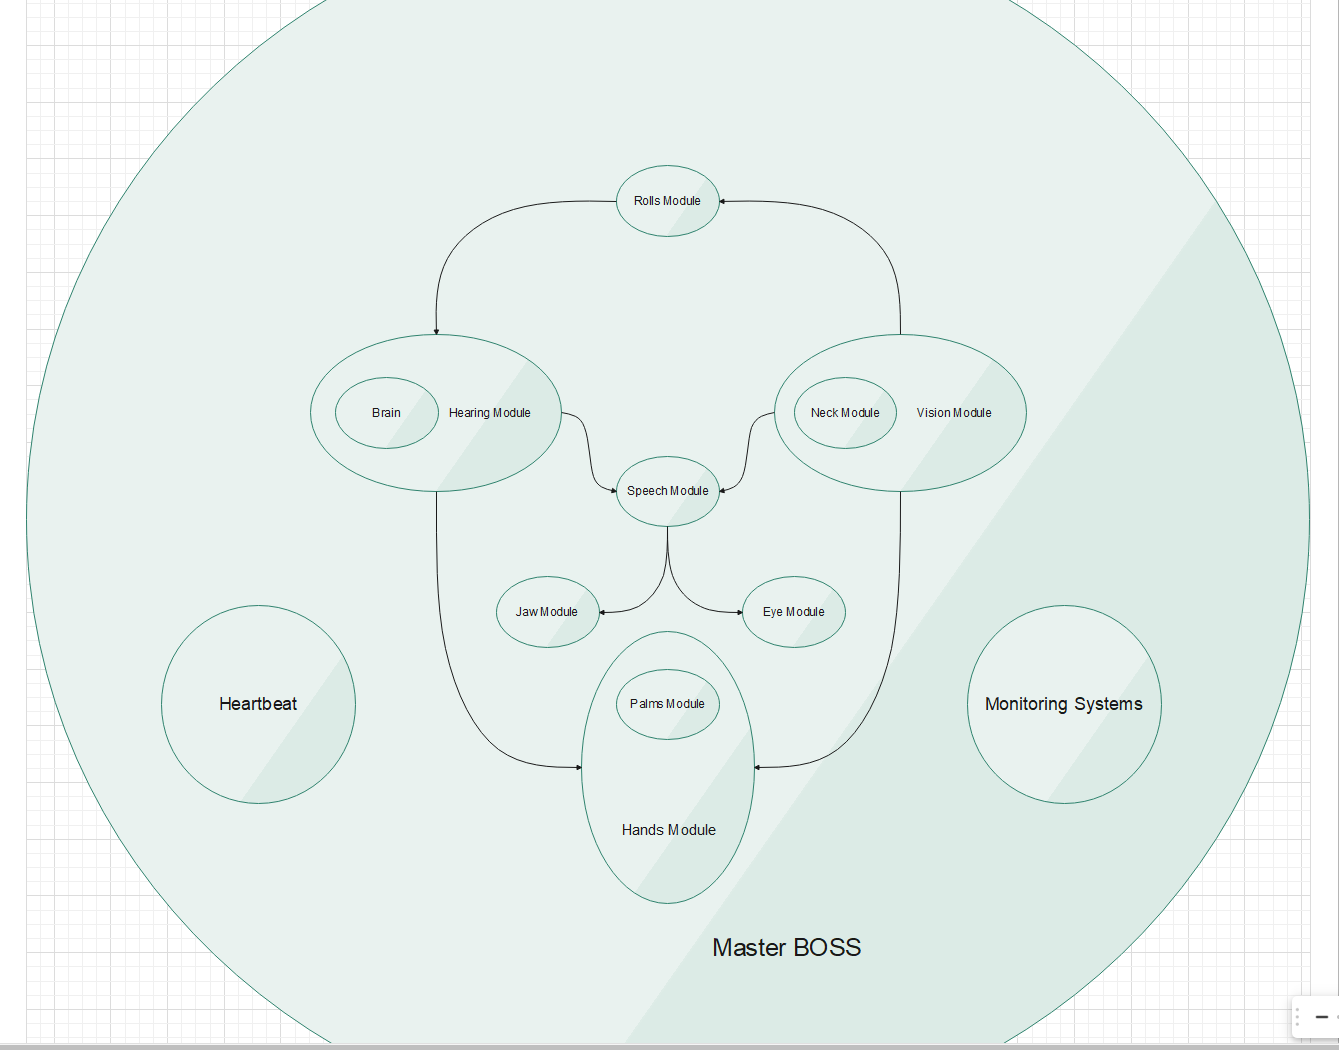 Rolls Module
Brain
Hearing Module
Neck Module
Vision Module
Speech Module
Jaw Module
Eye Module
Heartbeat
Palms Module
Monitoring Systems
Hands Module
Master BOSS